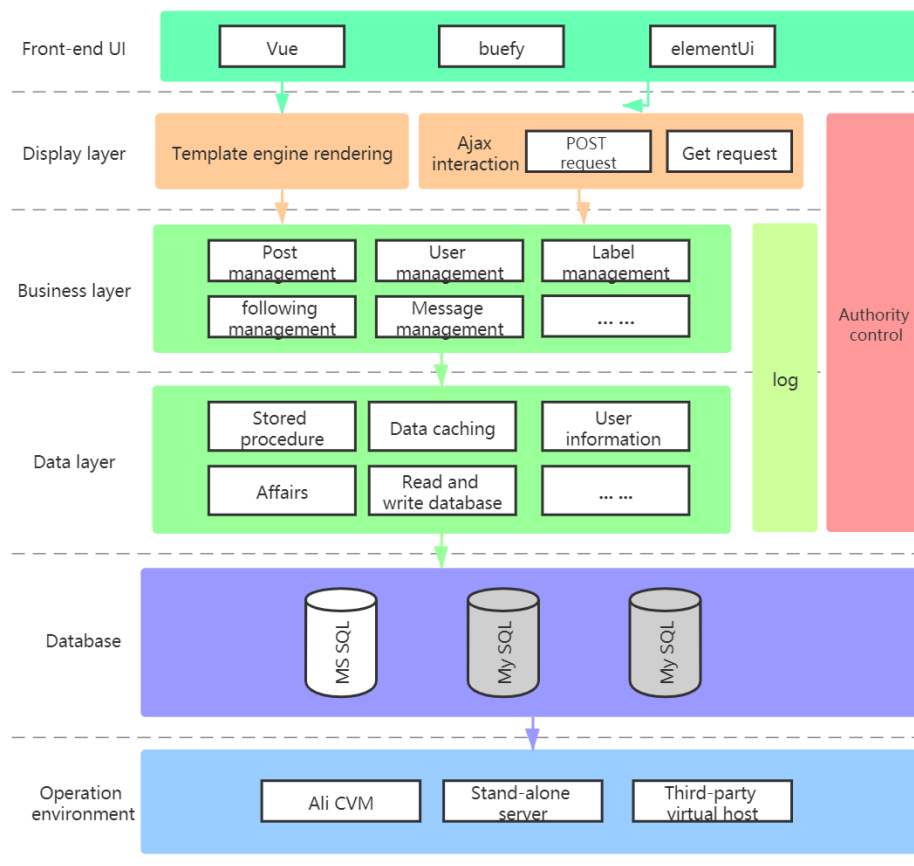 Front-end UI
Vue
buefy
elementUi
Display layer
Template engine rendering
Ajax
interaction
POST
request
Get request
Business layer
Post
management
User
management
Label
management
following
management
Message
management
... ...
Authority
control
log
Data layer
Stored
procedure
Data caching
User
information
Affairs
Read and
write database
... ...
Database
MS SQL
My SQL
My SQL
Operation
environment
Ali CVM
Stand-alone
server
Third-party
virtual host